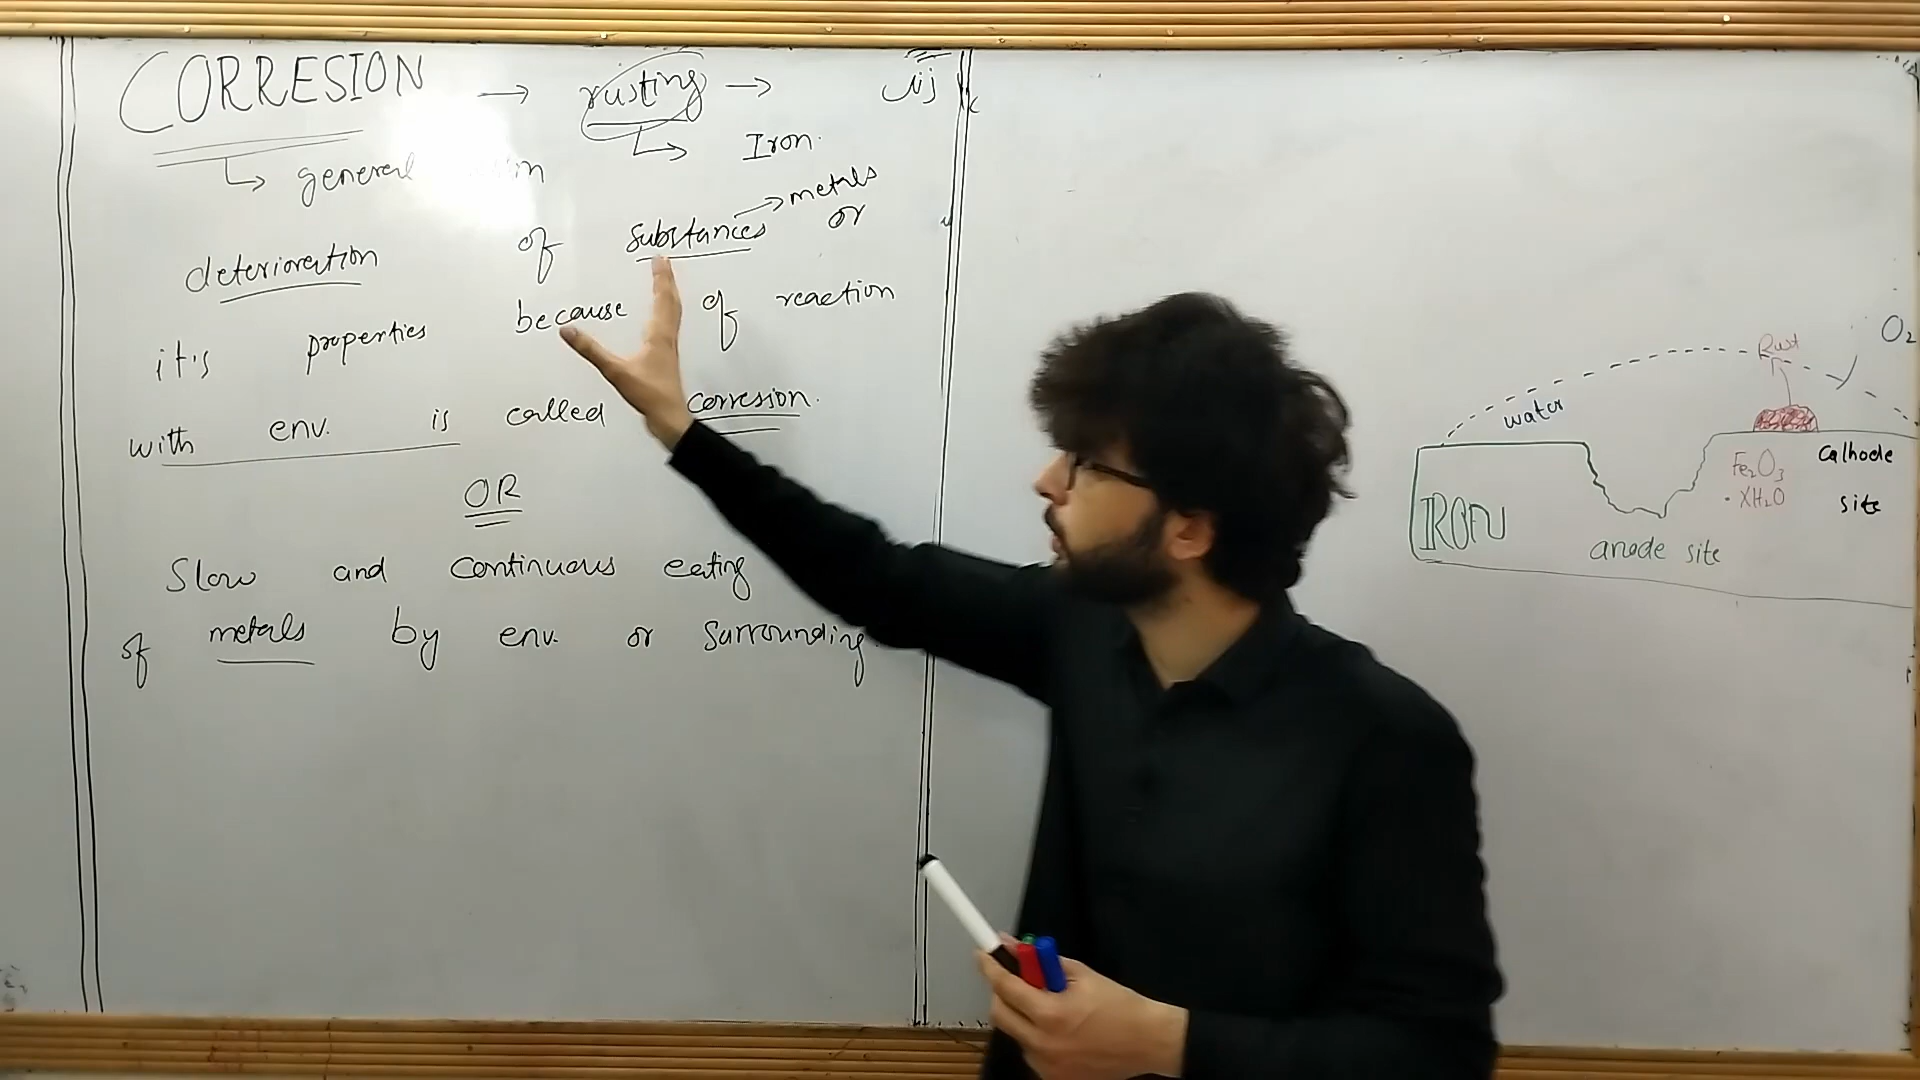 CORRESION → rusting →
↳ Iron.
↳ general
→ metals
deterioration of substances or
it's properties because of reaction
with env. is called corresion.
OR
Slow and continuous eating
of metals by env. or surrounding.
O₂
Rust
water
Cathode
site
Fe₂O₃
· XH₂O
IRON
anode site